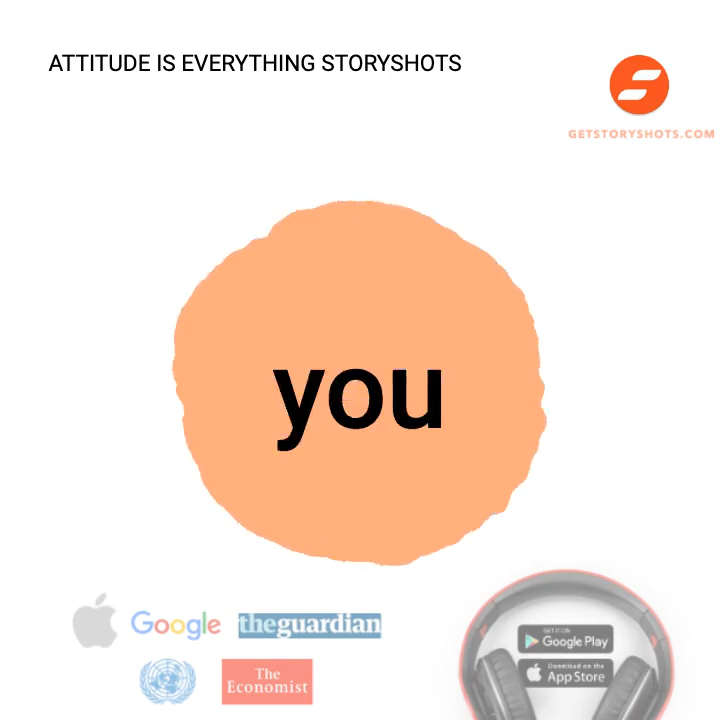 ATTITUDE IS EVERYTHING STORYSHOTS
GETSTORYSHOTS.COM
you
Google
theguardian
The
Economist
GET IT ON
Google Play
Download on the
App Store